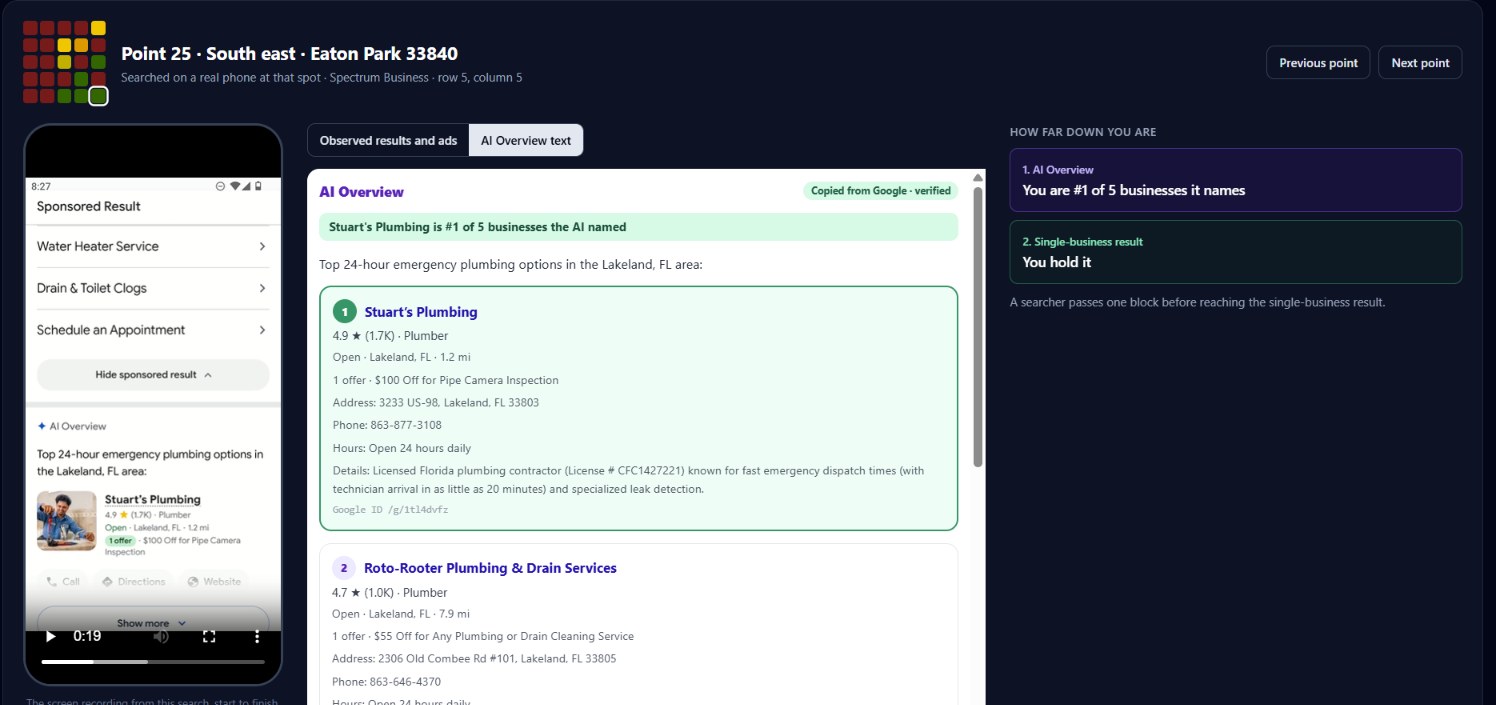 Point 25 · South east · Eaton Park 33840
Searched on a real phone at that spot · Spectrum Business · row 5, column 5
Previous point
Next point
8:27
Sponsored Result
Water Heater Service
Drain & Toilet Clogs
Schedule an Appointment
Hide sponsored result
AI Overview
Top 24-hour emergency plumbing options in
the Lakeland, FL area:
Stuart's Plumbing
4.9 ★ (1.7K) · Plumber
Open · Lakeland, FL · 1.2 mi
1 offer · $100 Off for Pipe Camera
Inspection
Call
Directions
Website
Show more
0:19
The screen recording from this search, start to finish
Observed results and ads
AI Overview text
AI Overview
Copied from Google · verified
Stuart's Plumbing is #1 of 5 businesses the AI named
Top 24-hour emergency plumbing options in the Lakeland, FL area:
1
Stuart's Plumbing
4.9 ★ (1.7K) · Plumber
Open · Lakeland, FL · 1.2 mi
1 offer · $100 Off for Pipe Camera Inspection
Address: 3233 US-98, Lakeland, FL 33803
Phone: 863-877-3108
Hours: Open 24 hours daily
Details: Licensed Florida plumbing contractor (License # CFC1427221) known for fast emergency dispatch times (with
technician arrival in as little as 20 minutes) and specialized leak detection.
Google ID /g/1tl4dvfz
2
Roto-Rooter Plumbing & Drain Services
4.7 ★ (1.0K) · Plumber
Open · Lakeland, FL · 7.9 mi
1 offer · $55 Off for Any Plumbing or Drain Cleaning Service
Address: 2306 Old Combee Rd #101, Lakeland, FL 33805
Phone: 863-646-4370
Hours: Open 24 hours daily
HOW FAR DOWN YOU ARE
1. AI Overview
You are #1 of 5 businesses it names
2. Single-business result
You hold it
A searcher passes one block before reaching the single-business result.